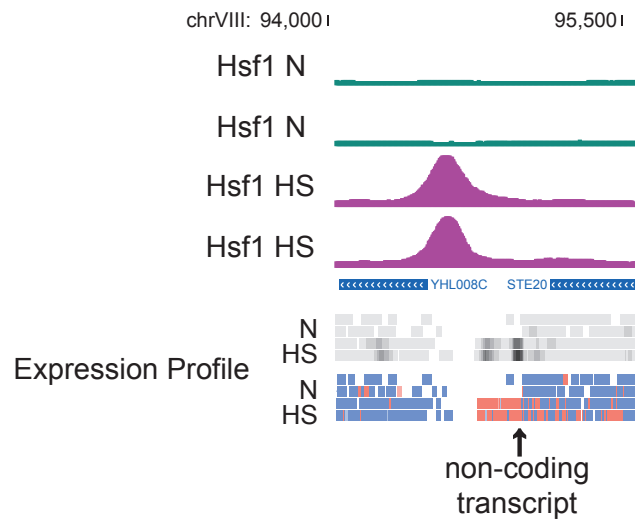 chrVIII: 94,000 95,500
Hsf1 N
Hsf1 N
Hsf1 HS
Hsf1 HS
YHL008C STE20
N
HS
Expression Profile
N
HS
non-coding
transcript